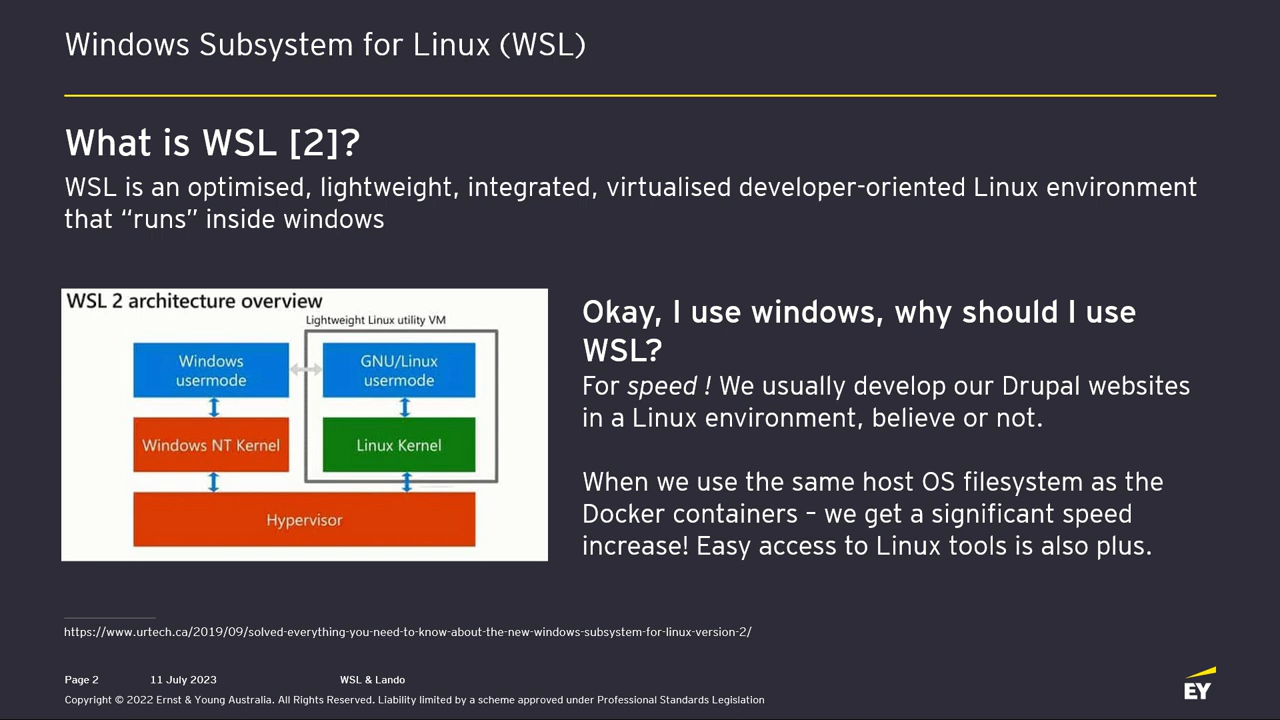 Windows Subsystem for Linux (WSL)
What is WSL [2]?
WSL is an optimised, lightweight, integrated, virtualised developer-oriented Linux environment
that “runs” inside windows
WSL 2 architecture overview
Lightweight Linux utility VM
Windows
usermode
GNU/Linux
usermode
Windows NT Kernel
Linux Kernel
Hypervisor
Okay, I use windows, why should I use
WSL?
For speed ! We usually develop our Drupal websites
in a Linux environment, believe or not.
When we use the same host OS filesystem as the
Docker containers – we get a significant speed
increase! Easy access to Linux tools is also plus.
https://www.urtech.ca/2019/09/solved-everything-you-need-to-know-about-the-new-windows-subsystem-for-linux-version-2/
Page 2 11 July 2023 WSL & Lando
Copyright © 2022 Ernst & Young Australia. All Rights Reserved. Liability limited by a scheme approved under Professional Standards Legislation
EY